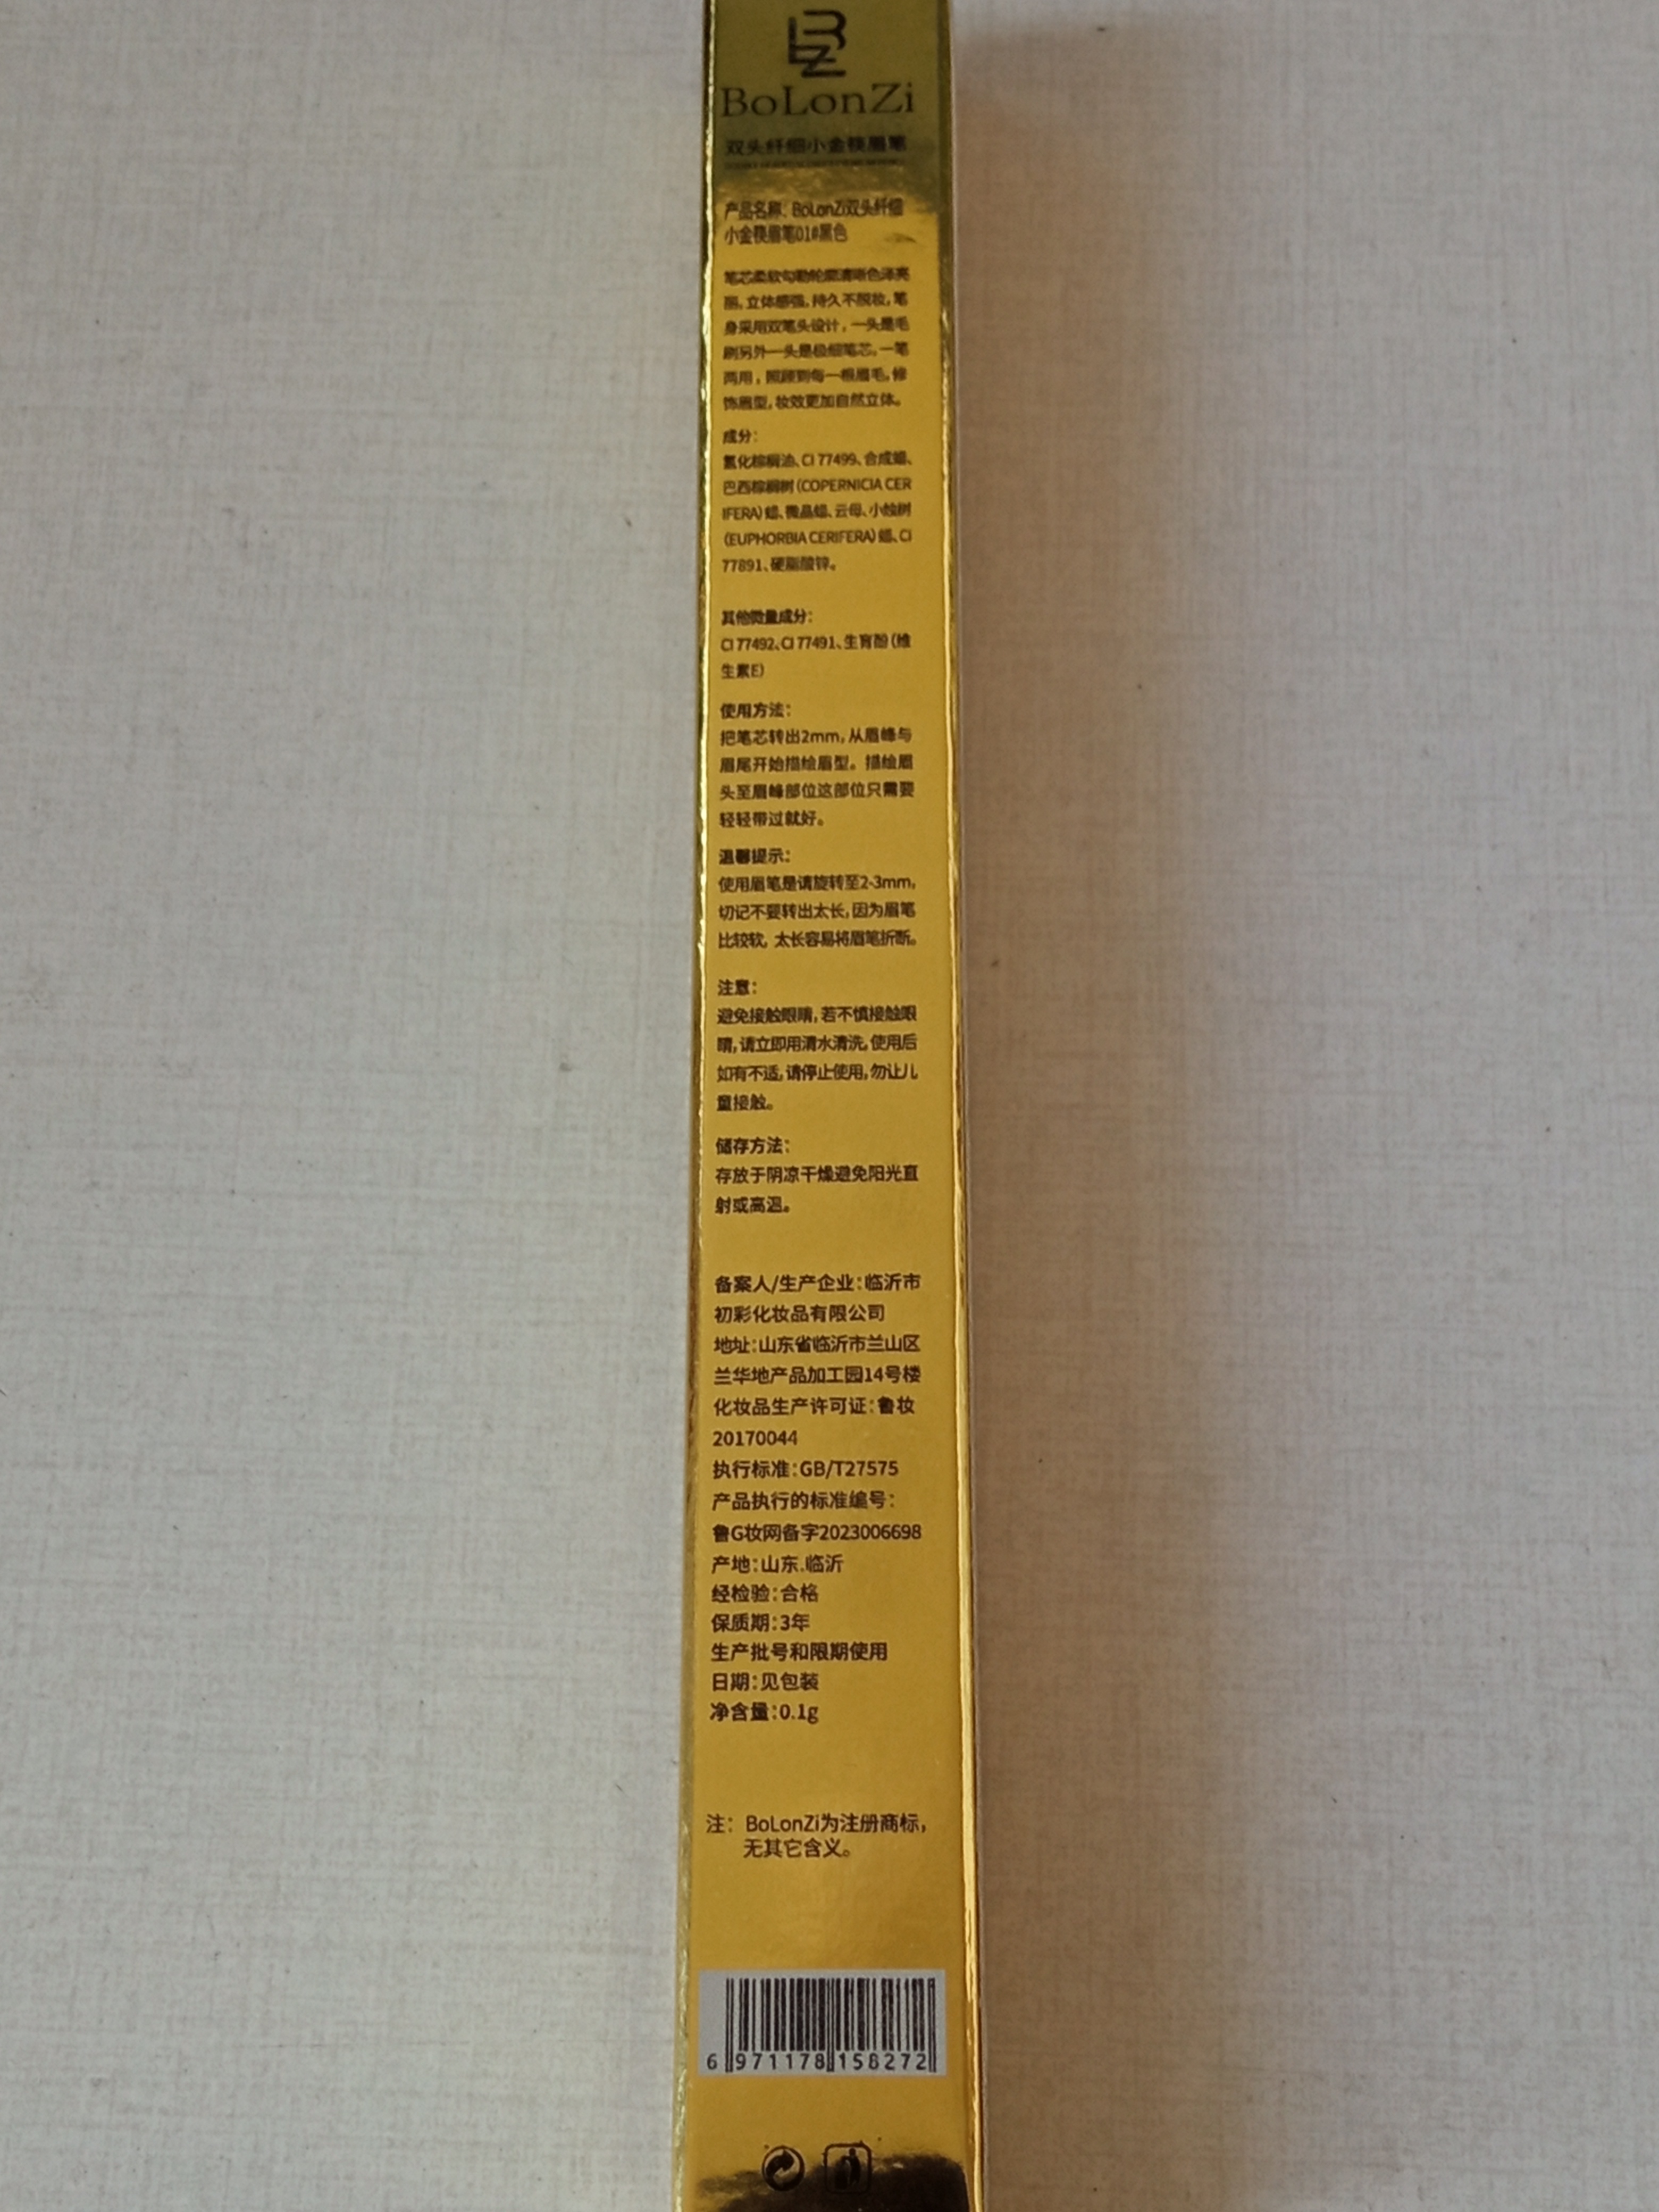 BoLonZi
双头纤细小金筷眉笔
产品名称：BoLonZi双头纤细
小金筷眉笔01#黑色
笔芯柔软勾勒轮廓清晰色泽亮
丽，立体感强，持久不脱妆，笔
身采用双笔头设计，一头是毛
刷另外一头是极细笔芯，一笔
两用，照顾到每一根眉毛，修
饰眉型，妆效更加自然立体。
成分：
氢化棕榈油、CI 77499、合成蜡、
巴西棕榈树（COPERNICIA CER
IFERA）蜡、微晶蜡、云母、小烛树
（EUPHORBIA CERIFERA）蜡、CI
77891、硬脂酸锌。
其他微量成分：
CI 77492、CI 77491、生育酚（维
生素E）
使用方法：
把笔芯转出2mm，从眉峰与
眉尾开始描绘眉型。描绘眉
头至眉峰部位这部位只需要
轻轻带过就好。
温馨提示：
使用眉笔是请旋转至2-3mm，
切记不要转出太长，因为眉笔
比较软，太长容易将眉笔折断。
注意：
避免接触眼睛，若不慎接触眼
睛，请立即用清水清洗，使用后
如有不适，请停止使用，勿让儿
童接触。
储存方法：
存放于阴凉干燥避免阳光直
射或高温。
备案人/生产企业：临沂市
初彩化妆品有限公司
地址：山东省临沂市兰山区
兰华地产品加工园14号楼
化妆品生产许可证：鲁妆
20170044
执行标准：GB/T27575
产品执行的标准编号：
鲁G妆网备字2023006698
产地：山东.临沂
经检验：合格
保质期：3年
生产批号和限期使用
日期：见包装
净含量：0.1g
注：BoLonZi为注册商标，
无其它含义。
6 971178 158272